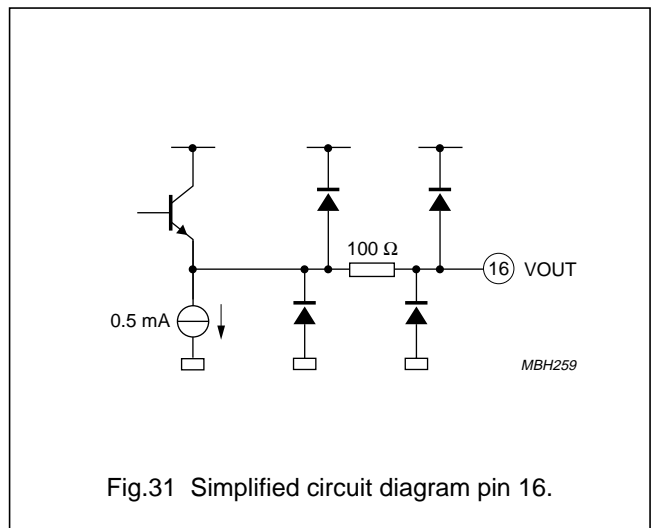 100 Ω
16 VOUT
0.5 mA
MBH259
Fig.31 Simplified circuit diagram pin 16.